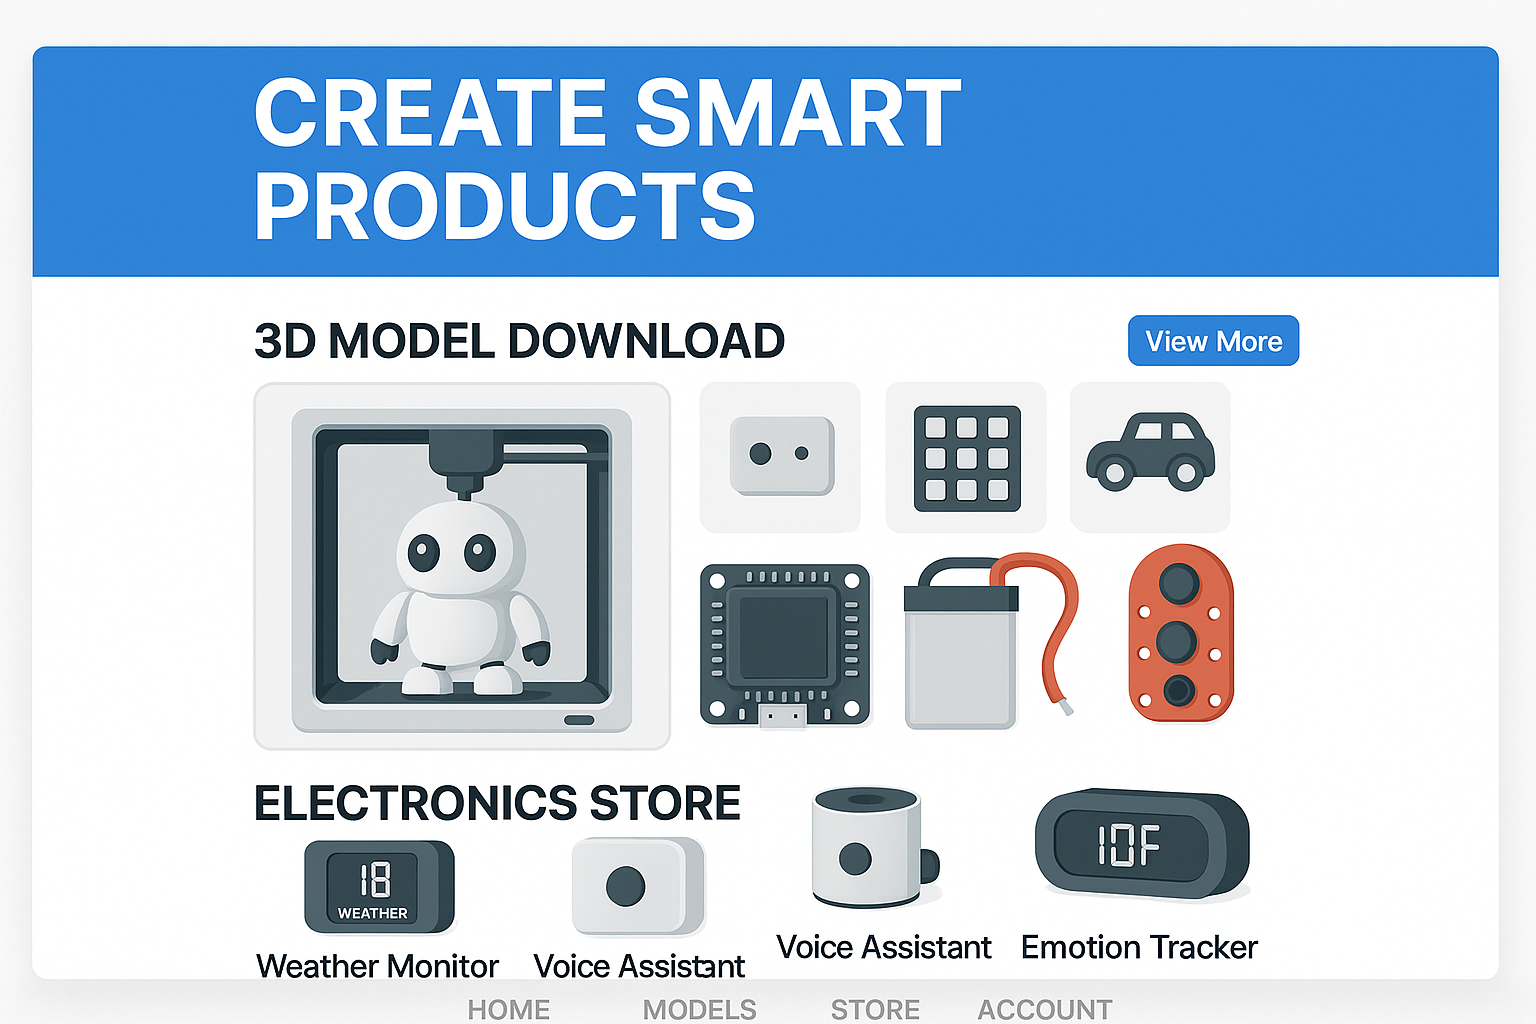 CREATE SMART
PRODUCTS
3D MODEL DOWNLOAD
View More
ELECTRONICS STORE
18
WEATHER
10F
Weather Monitor
Voice Assistant
Voice Assistant
Emotion Tracker
HOME
MODELS
STORE
ACCOUNT